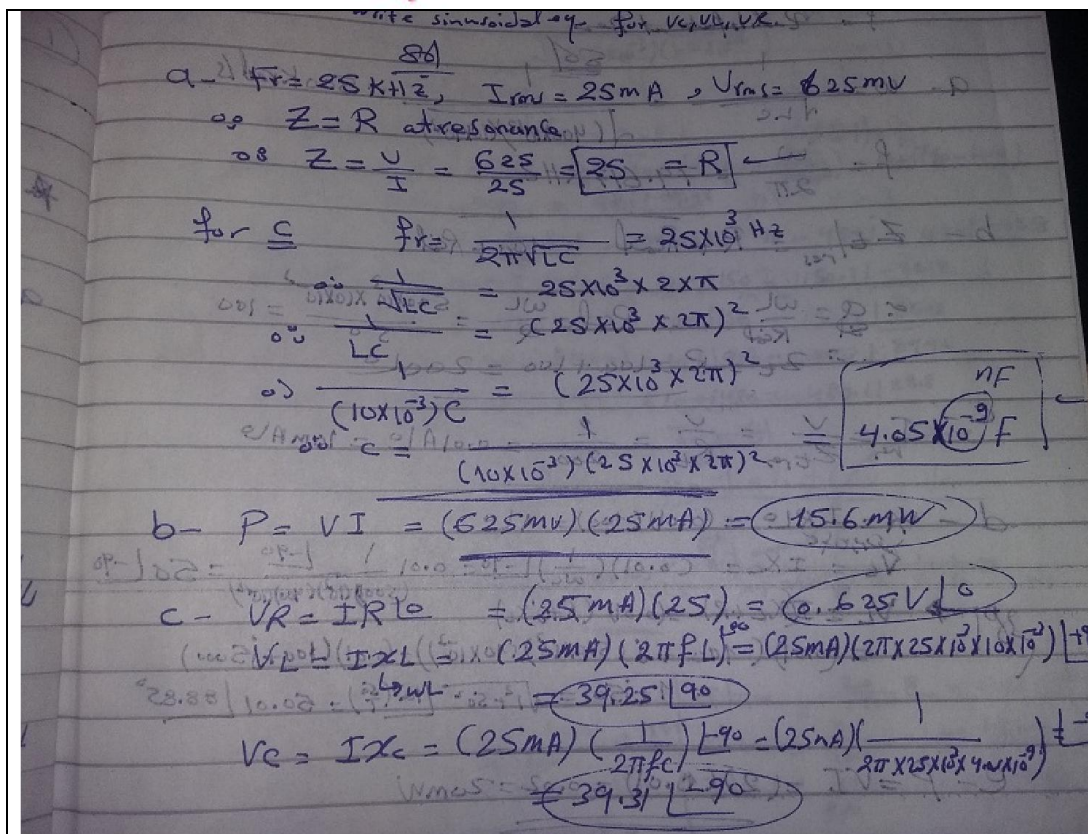 write sinusoidal eq. for Vc, VL, VR.
sol
a- Fr = 25 KHz, Irms = 25mA, Vrms = 625mV
∴ Z = R at resonance
∴ Z = V/I = 625/25 = 25 = R
for C fr = 1/(2π√LC) = 25×10³ Hz
∴ 1/√LC = 25×10³ × 2×π
∴ 1/LC = (25×10³ × 2π)²
∴ 1/((10×10⁻³)C) = (25×10³ × 2π)²
∴ C = 1/((10×10⁻³)(25×10³×2π)²) = 4.05×10⁻⁹ F nF
b- P = VI = (625mv)(25mA) = 15.6 mW
c- VR = IR∠0 = (25mA)(25) = 0.625 V∠0
VL = IXL = (25mA)(2πfL)∠90 = (25mA)(2π×25×10³×10×10⁻³)
↳ wL = 39.25∠90
Vc = IXc = (25mA)(1/(2πfC))∠-90 = (25mA)(1/(2π×25×10³×4.05×10⁻⁹))
= 39.31∠-90